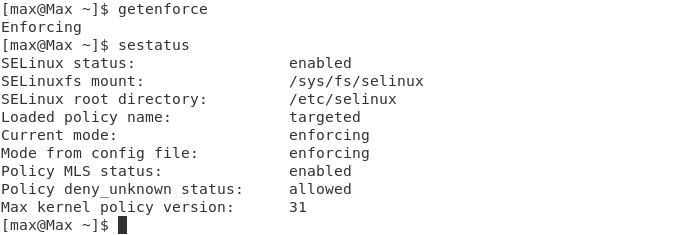 [max@Max ~]$ getenforce
Enforcing
[max@Max ~]$ sestatus
SELinux status:                 enabled
SELinuxfs mount:                /sys/fs/selinux
SELinux root directory:         /etc/selinux
Loaded policy name:             targeted
Current mode:                   enforcing
Mode from config file:          enforcing
Policy MLS status:              enabled
Policy deny_unknown status:     allowed
Max kernel policy version:      31
[max@Max ~]$